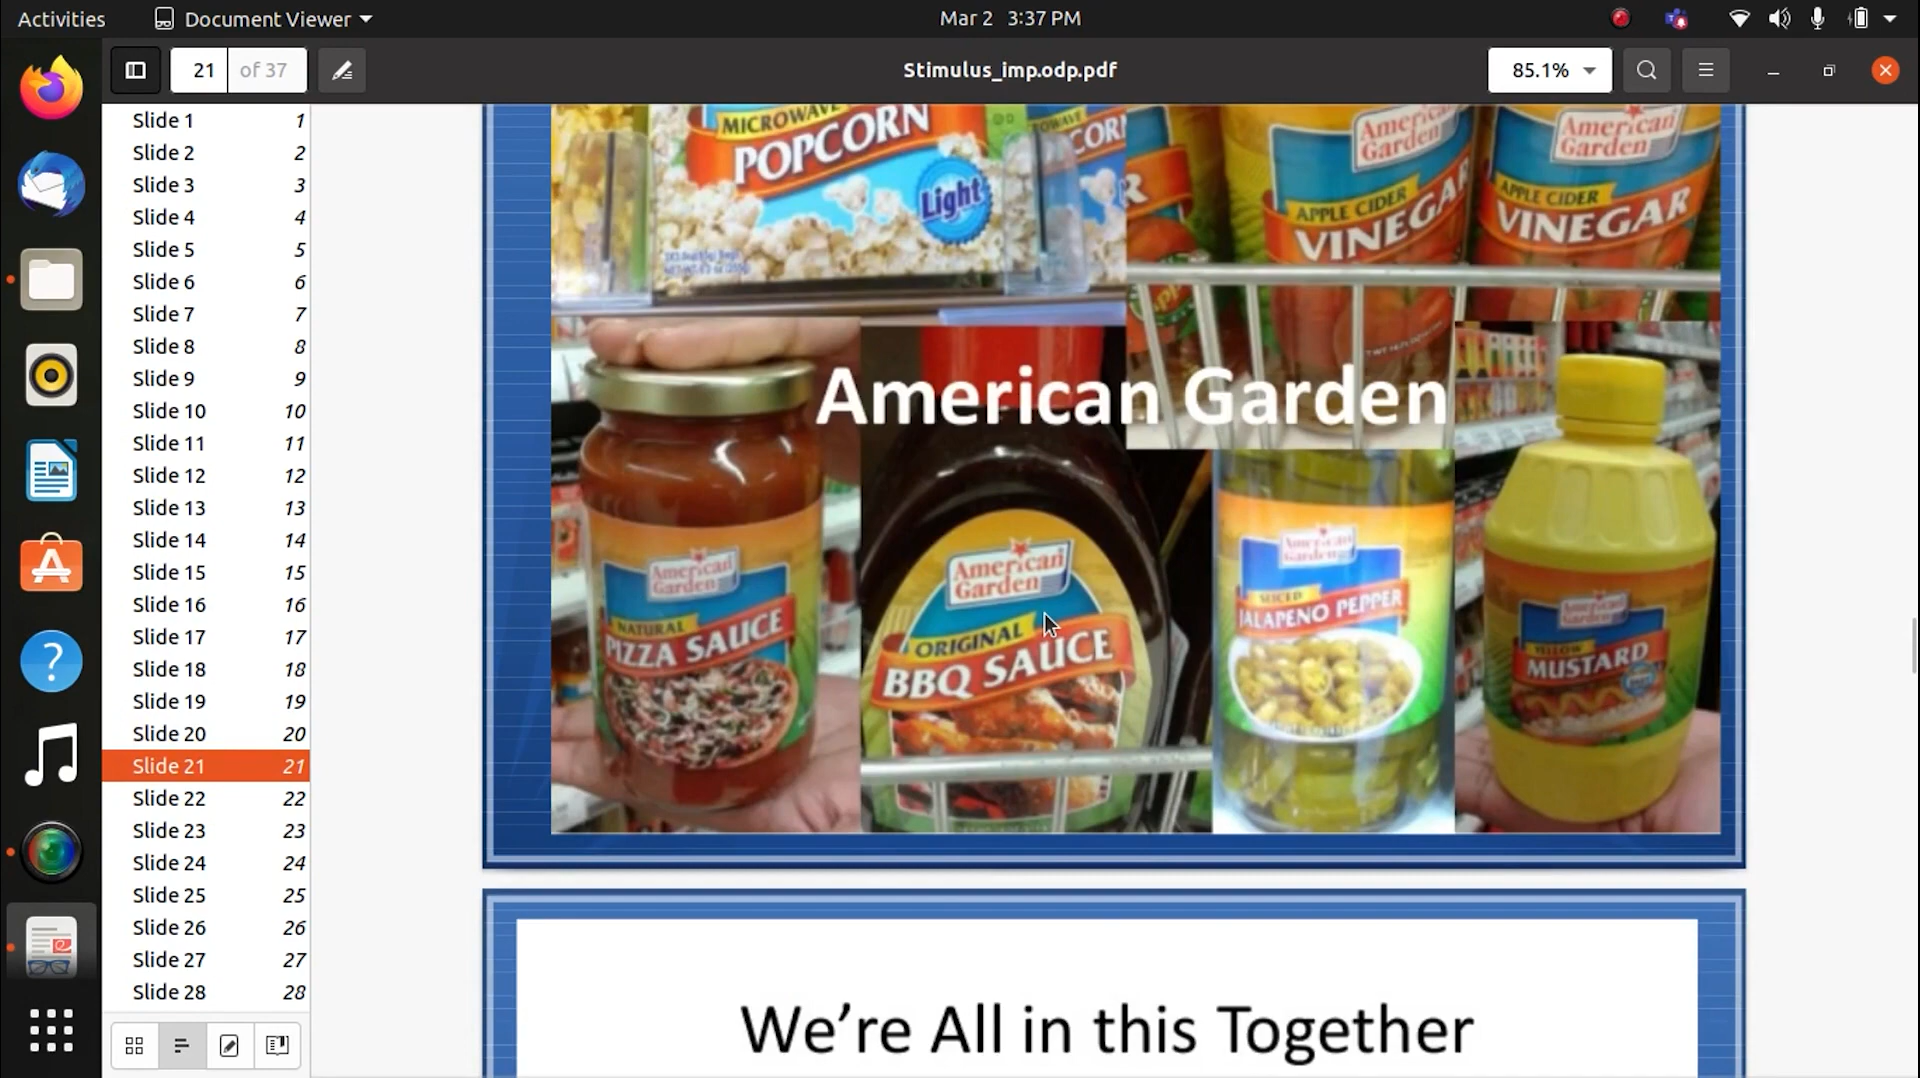 Activities
Document Viewer
Mar 2 3:37 PM
21 of 37
Stimulus_imp.odp.pdf
85.1%
Slide 1 1
Slide 2 2
Slide 3 3
Slide 4 4
Slide 5 5
Slide 6 6
Slide 7 7
Slide 8 8
Slide 9 9
Slide 10 10
Slide 11 11
Slide 12 12
Slide 13 13
Slide 14 14
Slide 15 15
Slide 16 16
Slide 17 17
Slide 18 18
Slide 19 19
Slide 20 20
Slide 21 21
Slide 22 22
Slide 23 23
Slide 24 24
Slide 25 25
Slide 26 26
Slide 27 27
Slide 28 28
MICROWAVE
POPCORN
Light
CORN
American
Garden
APPLE CIDER
VINEGAR
American
Garden
APPLE CIDER
VINEGAR
American Garden
American
Garden
NATURAL
PIZZA SAUCE
American
Garden
ORIGINAL
BBQ SAUCE
American
Garden
SLICED
JALAPENO PEPPER
American
Garden
YELLOW
MUSTARD
We’re All in this Together